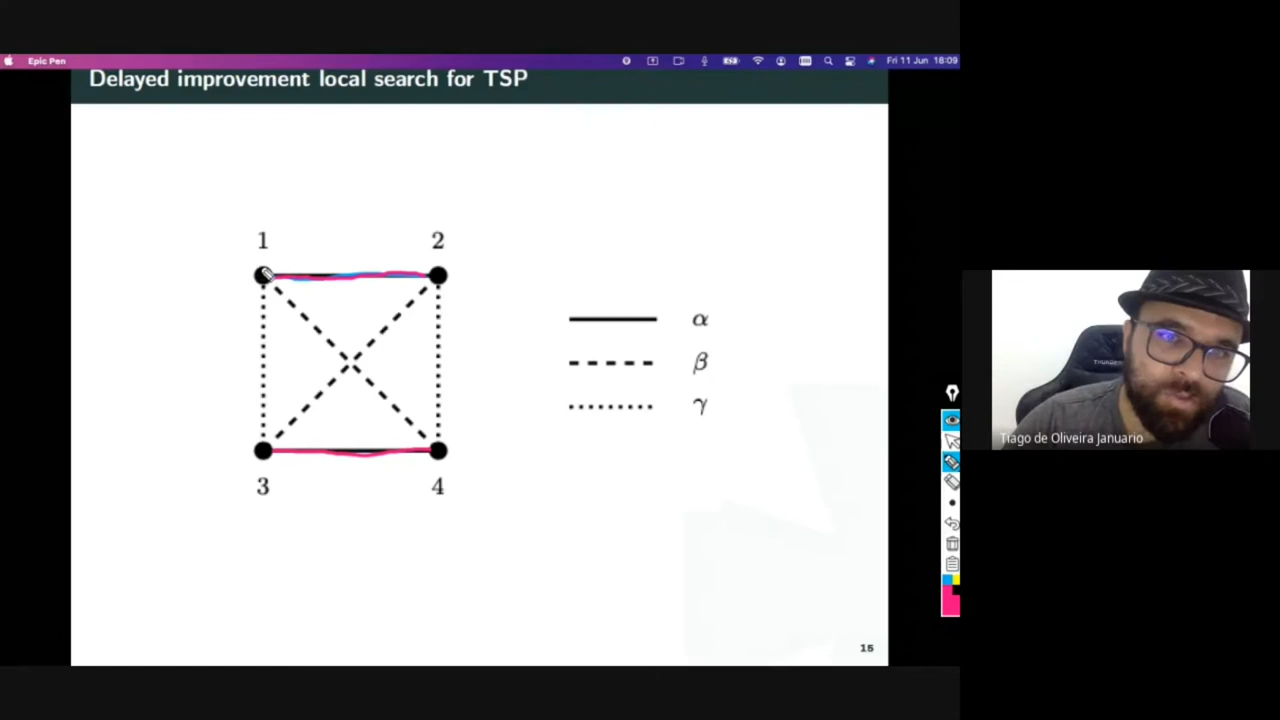 Epic Pen
Fri 11 Jun 18:09
Delayed improvement local search for TSP
1
2
α
β
γ
3
4
15
Tiago de Oliveira Januario